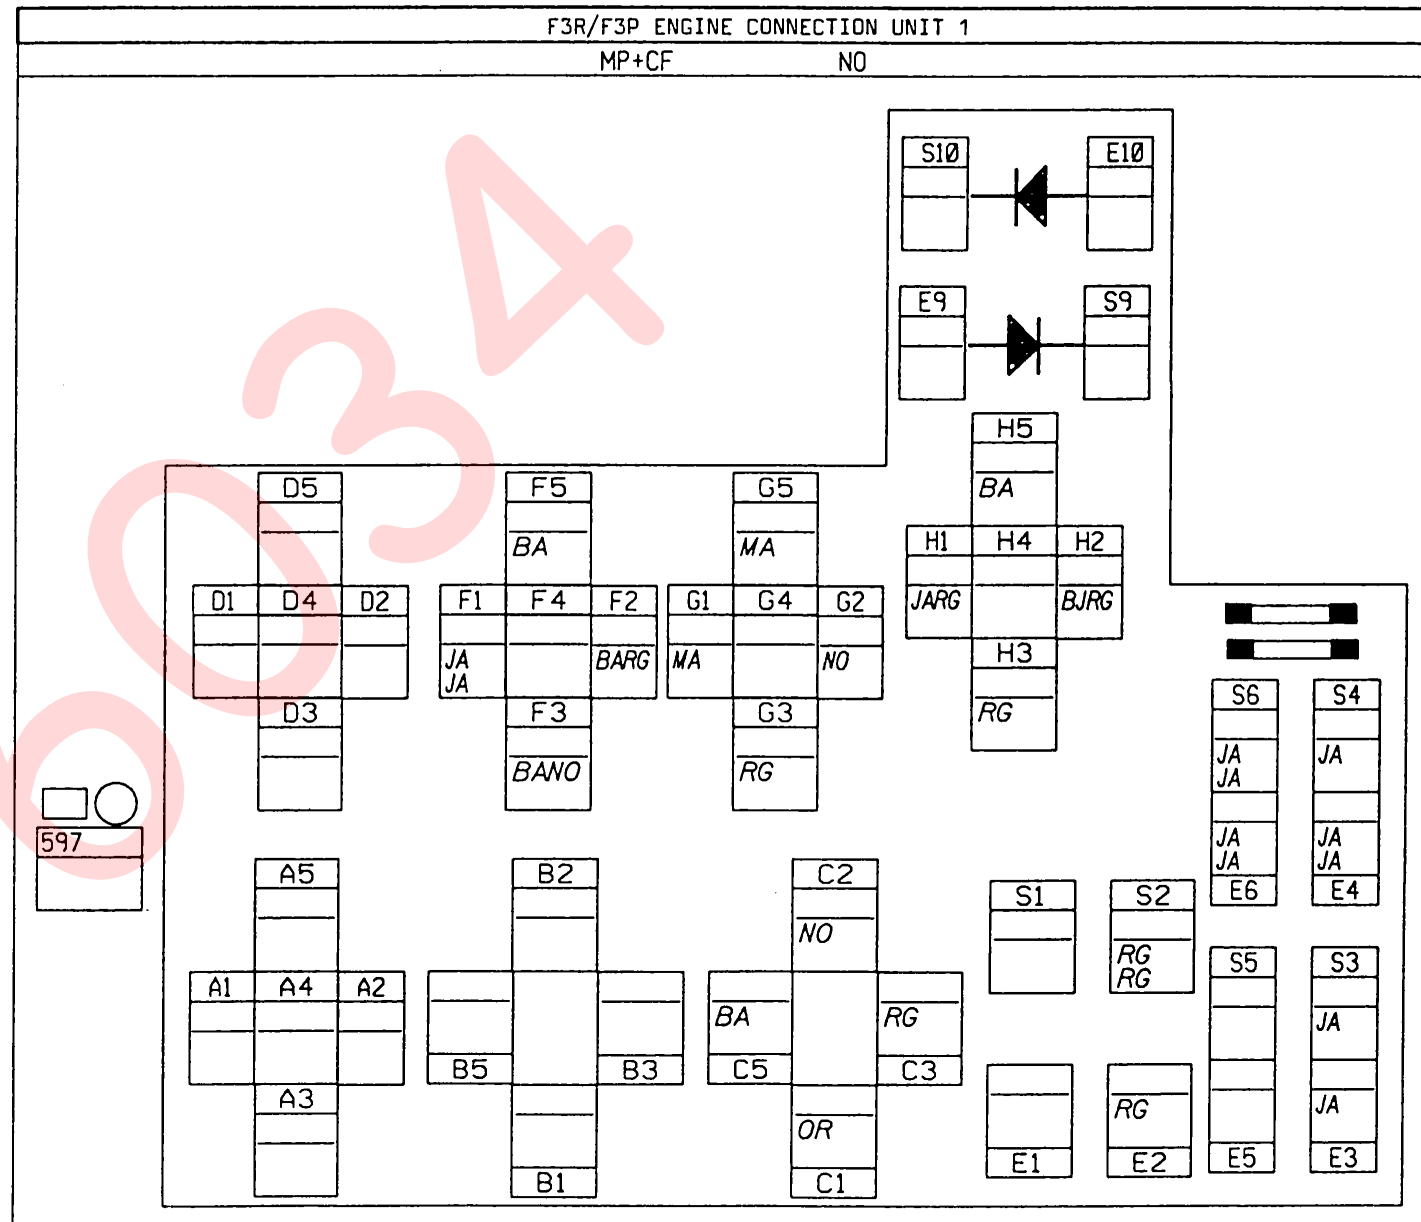 F3R/F3P ENGINE CONNECTION UNIT 1
MP+CF NO
S10 E10
E9 S9
H5
BA
H1 H4 H2
JARG BJRG
H3
RG
D5 F5 G5
BA MA
D1 D4 D2 F1 F4 F2 G1 G4 G2
JA BARG MA NO
JA
D3 F3 G3
BANO RG
S6 S4
JA JA
JA
JA JA
JA JA
E6 E4
597
A5 B2 C2
NO
S1 S2
RG
RG
A1 A4 A2
BA RG
B5 B3 C5 C3
A3
OR
B1 C1
S5 S3
JA
RG JA
E1 E2 E5 E3
6034